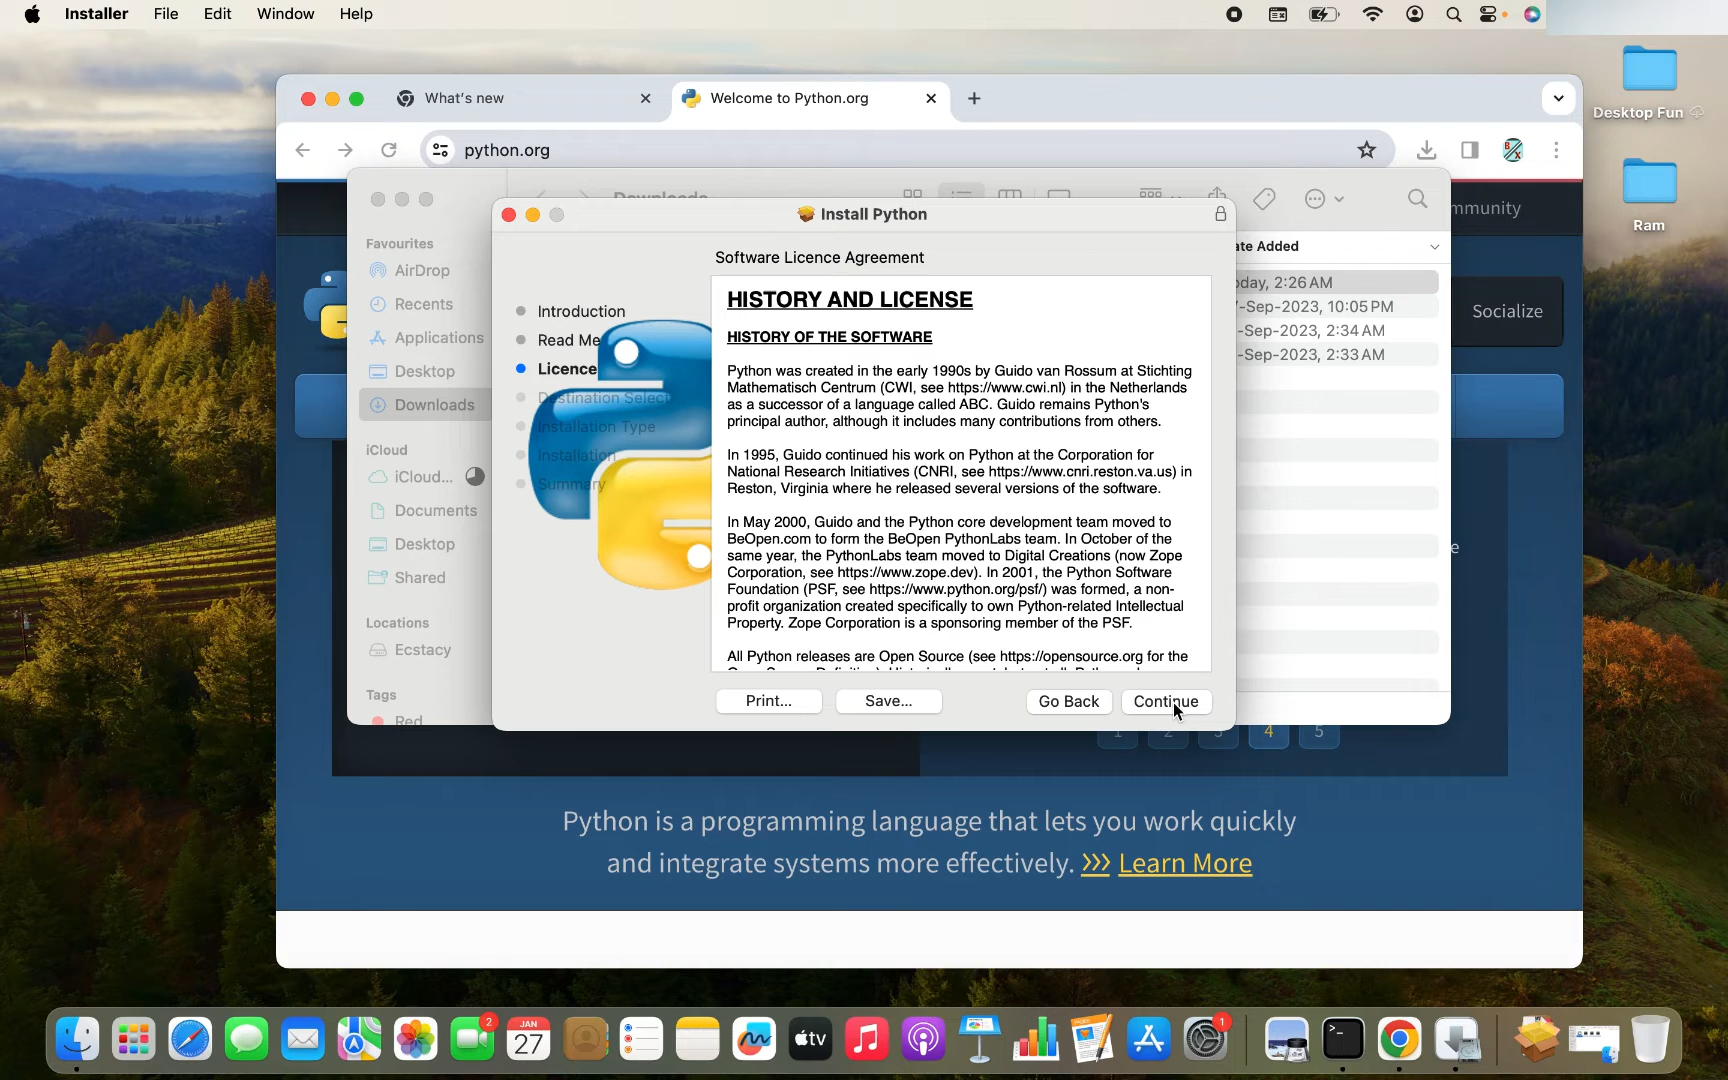 Installer File Edit Window Help
Desktop Fun
Ram
What's new
Welcome to Python.org
python.org
Downloads
mmunity
Socialize
Favourites
AirDrop
Recents
Applications
Desktop
Downloads
iCloud
iCloud...
Documents
Desktop
Shared
Locations
Ecstacy
Tags
Red
ate Added
day, 2:26 AM
-Sep-2023, 10:05 PM
-Sep-2023, 2:34 AM
-Sep-2023, 2:33 AM
e
Install Python
Software Licence Agreement
Introduction
Read Me
Licence
Destination Select
Installation Type
Installation
Summary
HISTORY AND LICENSE
HISTORY OF THE SOFTWARE
Python was created in the early 1990s by Guido van Rossum at Stichting
Mathematisch Centrum (CWI, see https://www.cwi.nl) in the Netherlands
as a successor of a language called ABC. Guido remains Python's
principal author, although it includes many contributions from others.
In 1995, Guido continued his work on Python at the Corporation for
National Research Initiatives (CNRI, see https://www.cnri.reston.va.us) in
Reston, Virginia where he released several versions of the software.
In May 2000, Guido and the Python core development team moved to
BeOpen.com to form the BeOpen PythonLabs team. In October of the
same year, the PythonLabs team moved to Digital Creations (now Zope
Corporation, see https://www.zope.dev). In 2001, the Python Software
Foundation (PSF, see https://www.python.org/psf/) was formed, a non-
profit organization created specifically to own Python-related Intellectual
Property. Zope Corporation is a sponsoring member of the PSF.
All Python releases are Open Source (see https://opensource.org for the
Print... Save... Go Back Continue
1 2 3 4 5
Python is a programming language that lets you work quickly
and integrate systems more effectively. >>> Learn More
2
JAN
27
tv
1